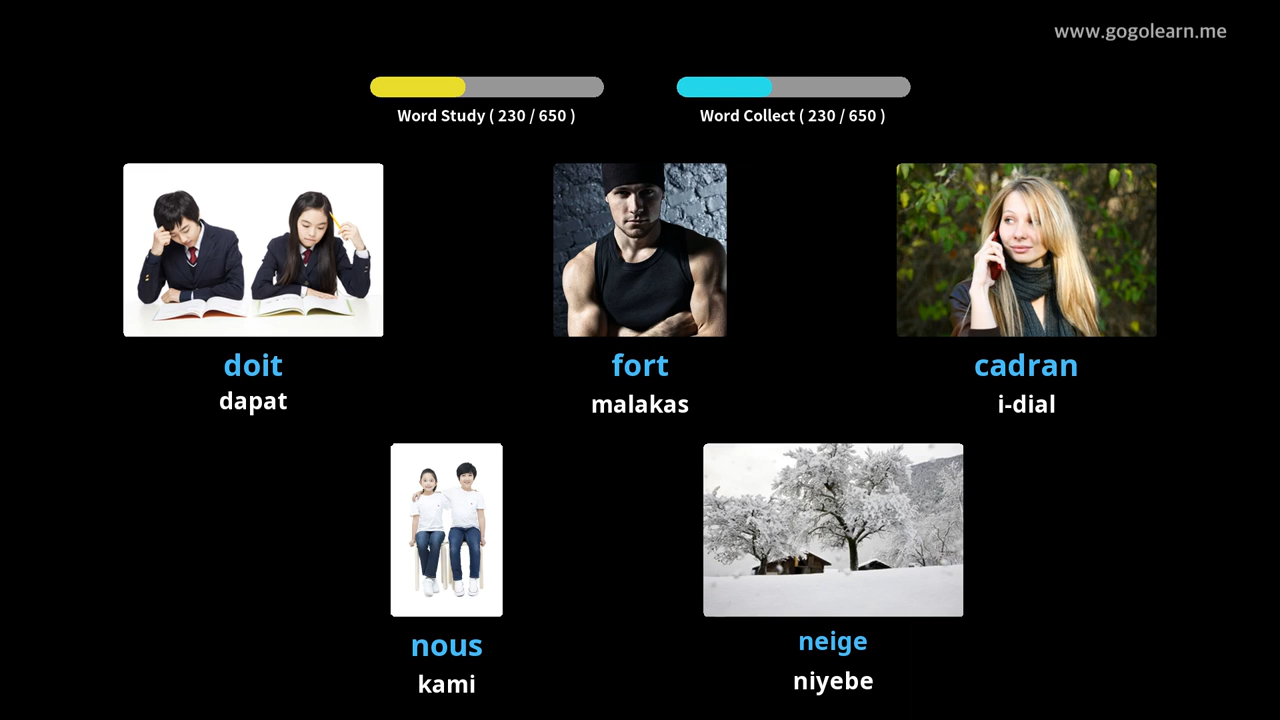 www.gogolearn.me
Word Study ( 230 / 650 )
Word Collect ( 230 / 650 )
doit
dapat
fort
malakas
cadran
i-dial
nous
kami
neige
niyebe